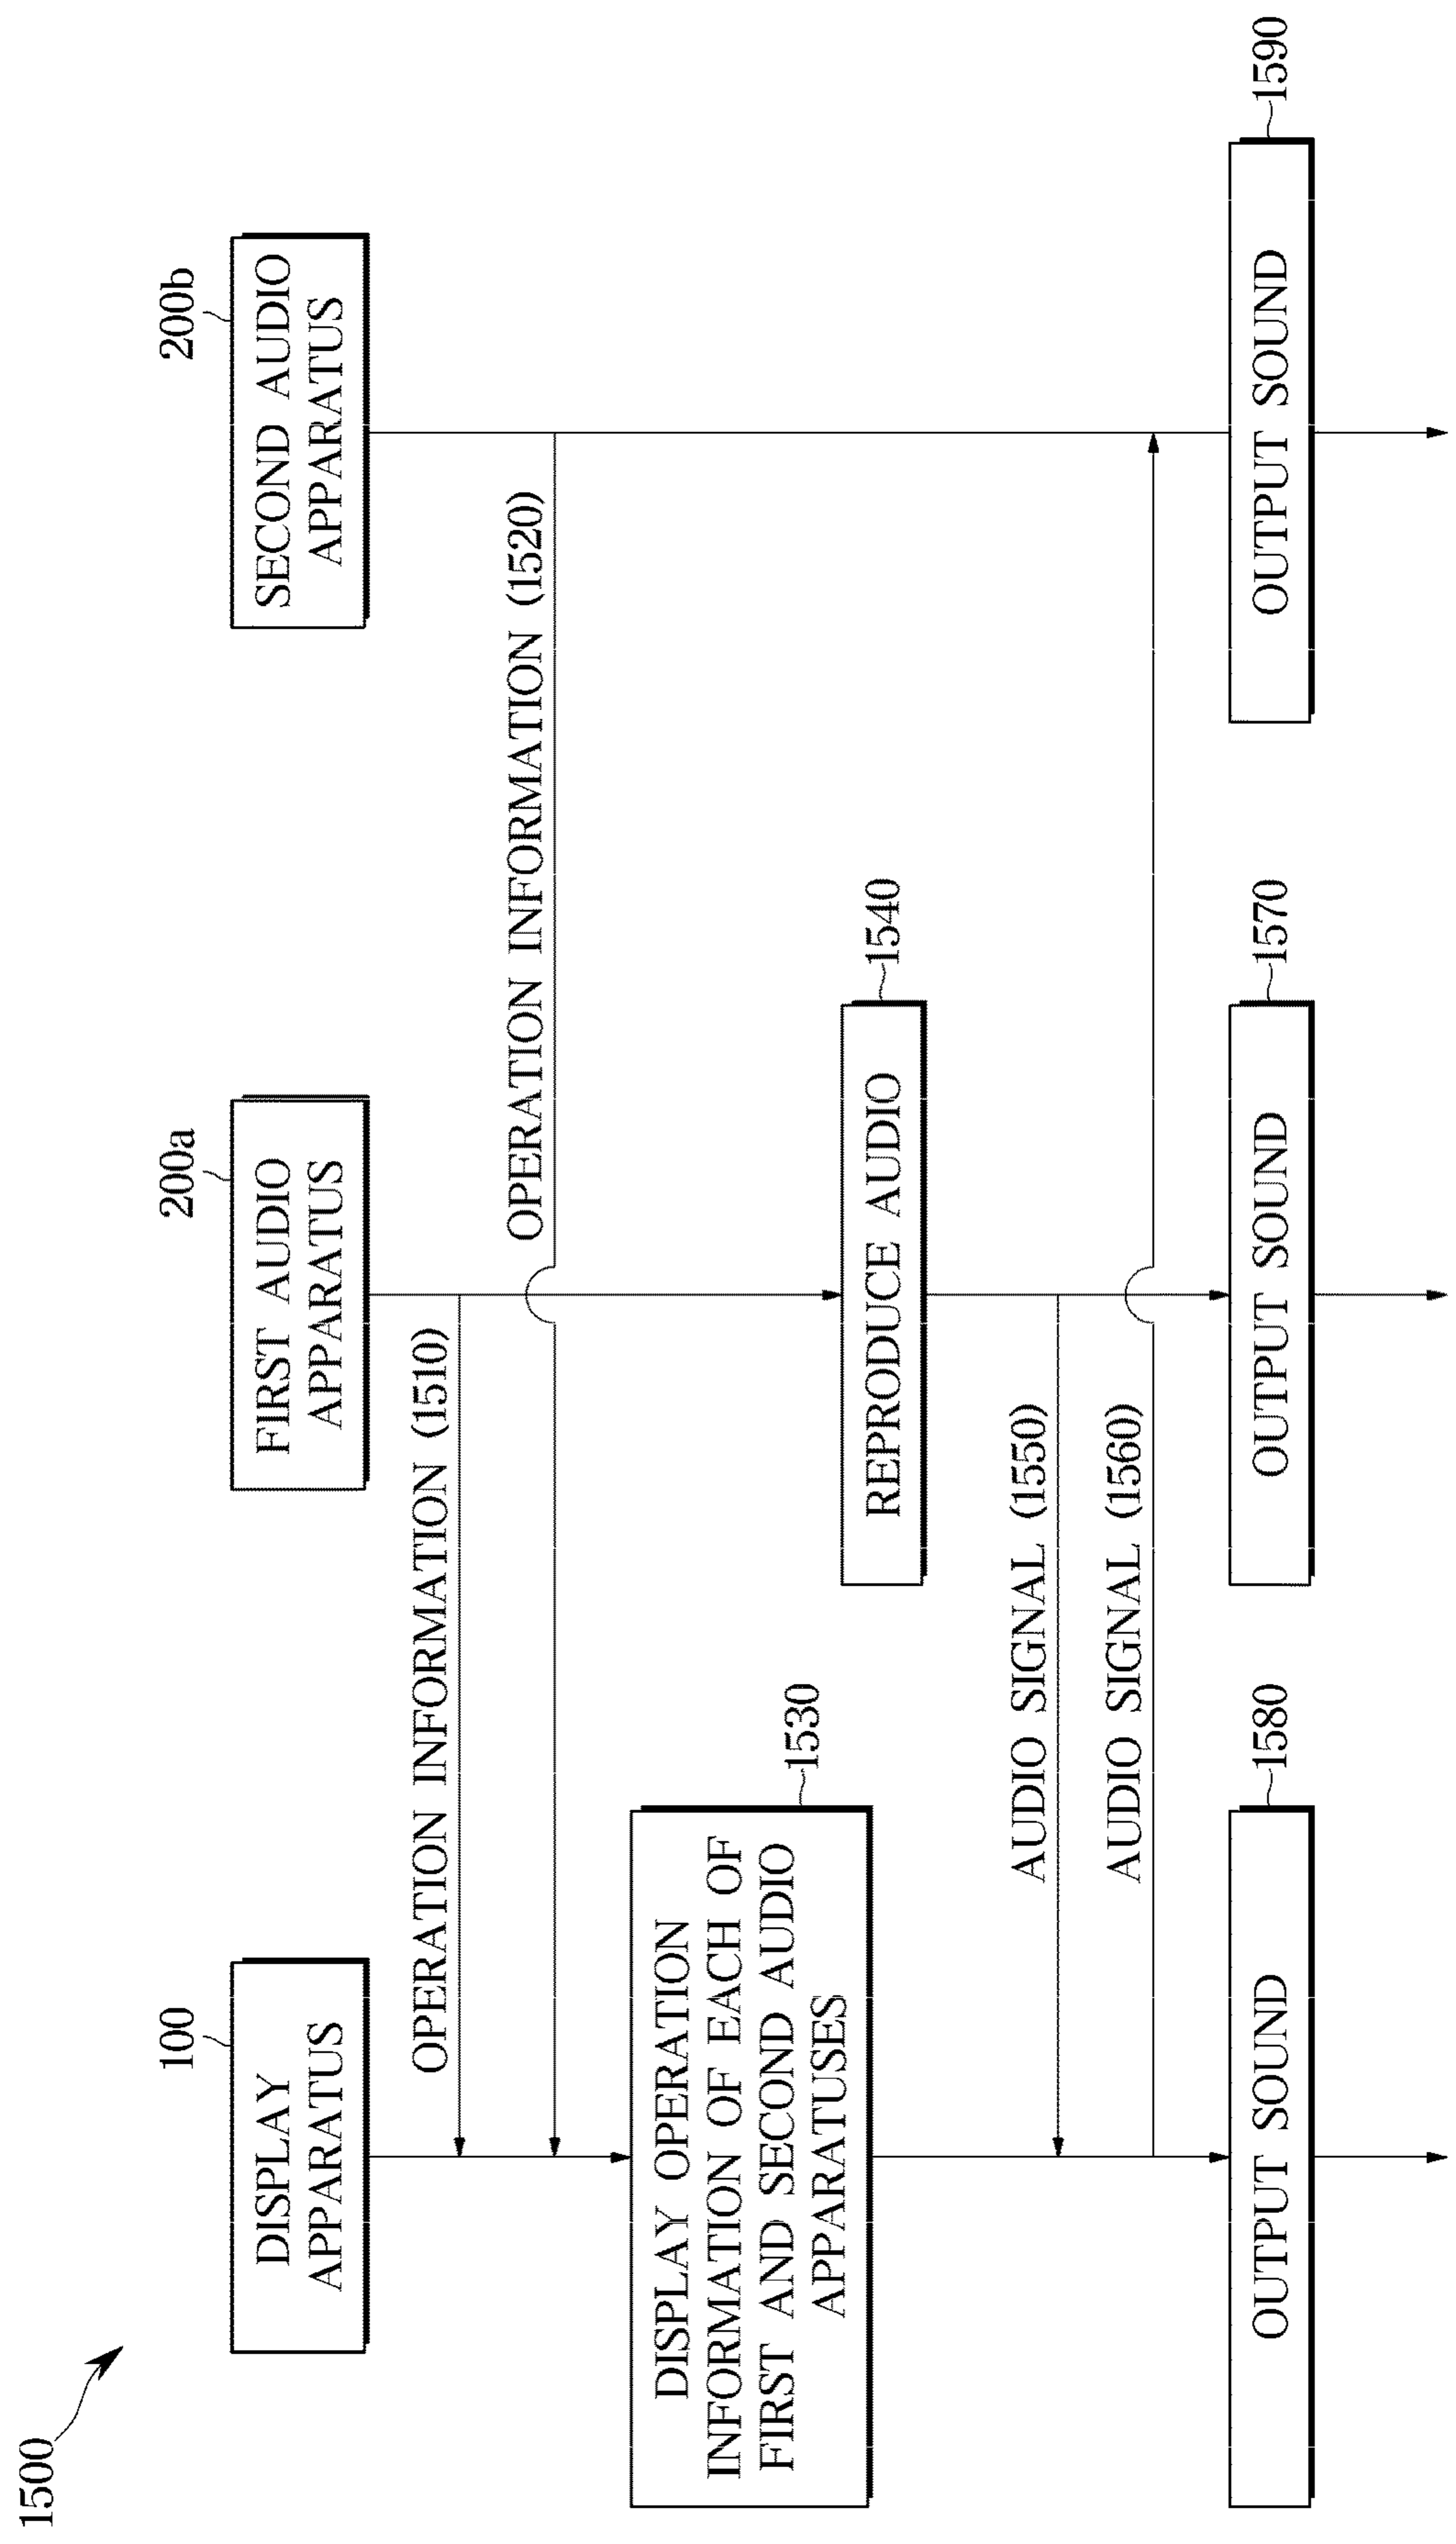 1500
100
200a
200b
DISPLAY
APPARATUS
FIRST AUDIO
APPARATUS
SECOND AUDIO
APPARATUS
OPERATION INFORMATION (1510)
OPERATION INFORMATION (1520)
DISPLAY OPERATION
INFORMATION OF EACH OF
FIRST AND SECOND AUDIO
APPARATUSES
1530
REPRODUCE AUDIO
1540
AUDIO SIGNAL (1550)
AUDIO SIGNAL (1560)
OUTPUT SOUND
1580
OUTPUT SOUND
1570
OUTPUT SOUND
1590